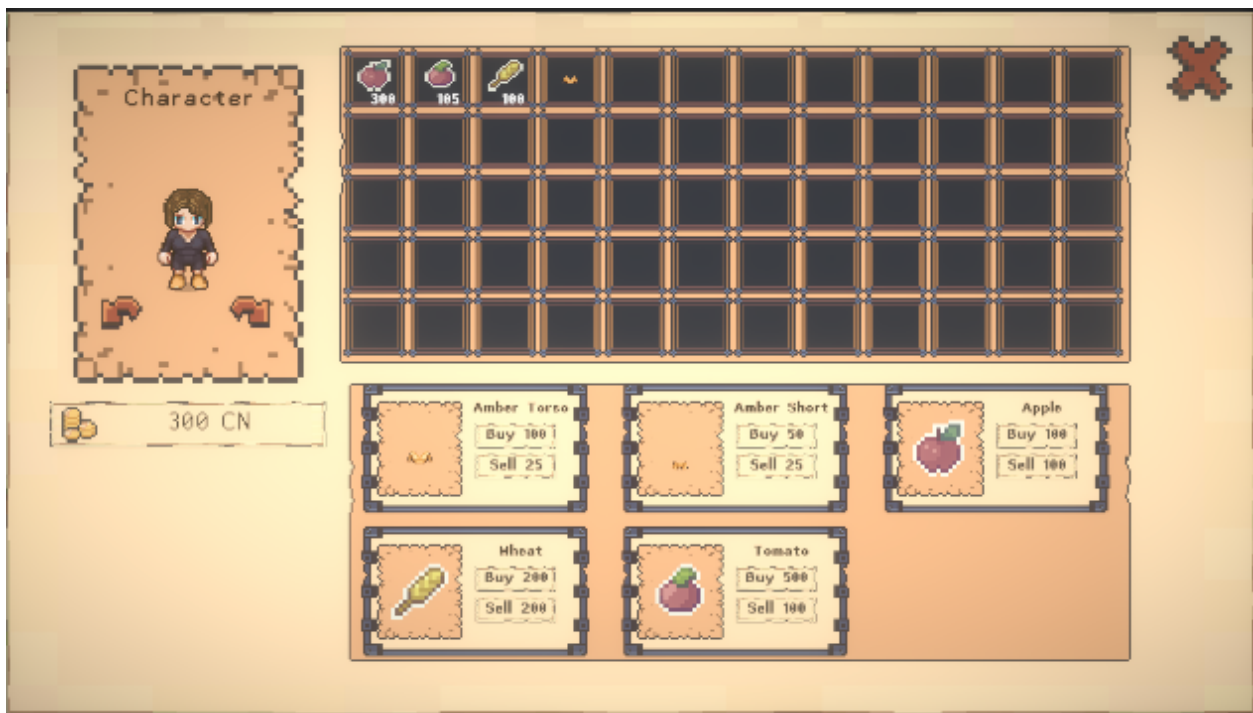 Character
300
105
100
300 CN
Amber Torso
Buy 100
Sell 25
Amber Short
Buy 50
Sell 25
Apple
Buy 100
Sell 100
Wheat
Buy 200
Sell 200
Tomato
Buy 500
Sell 100